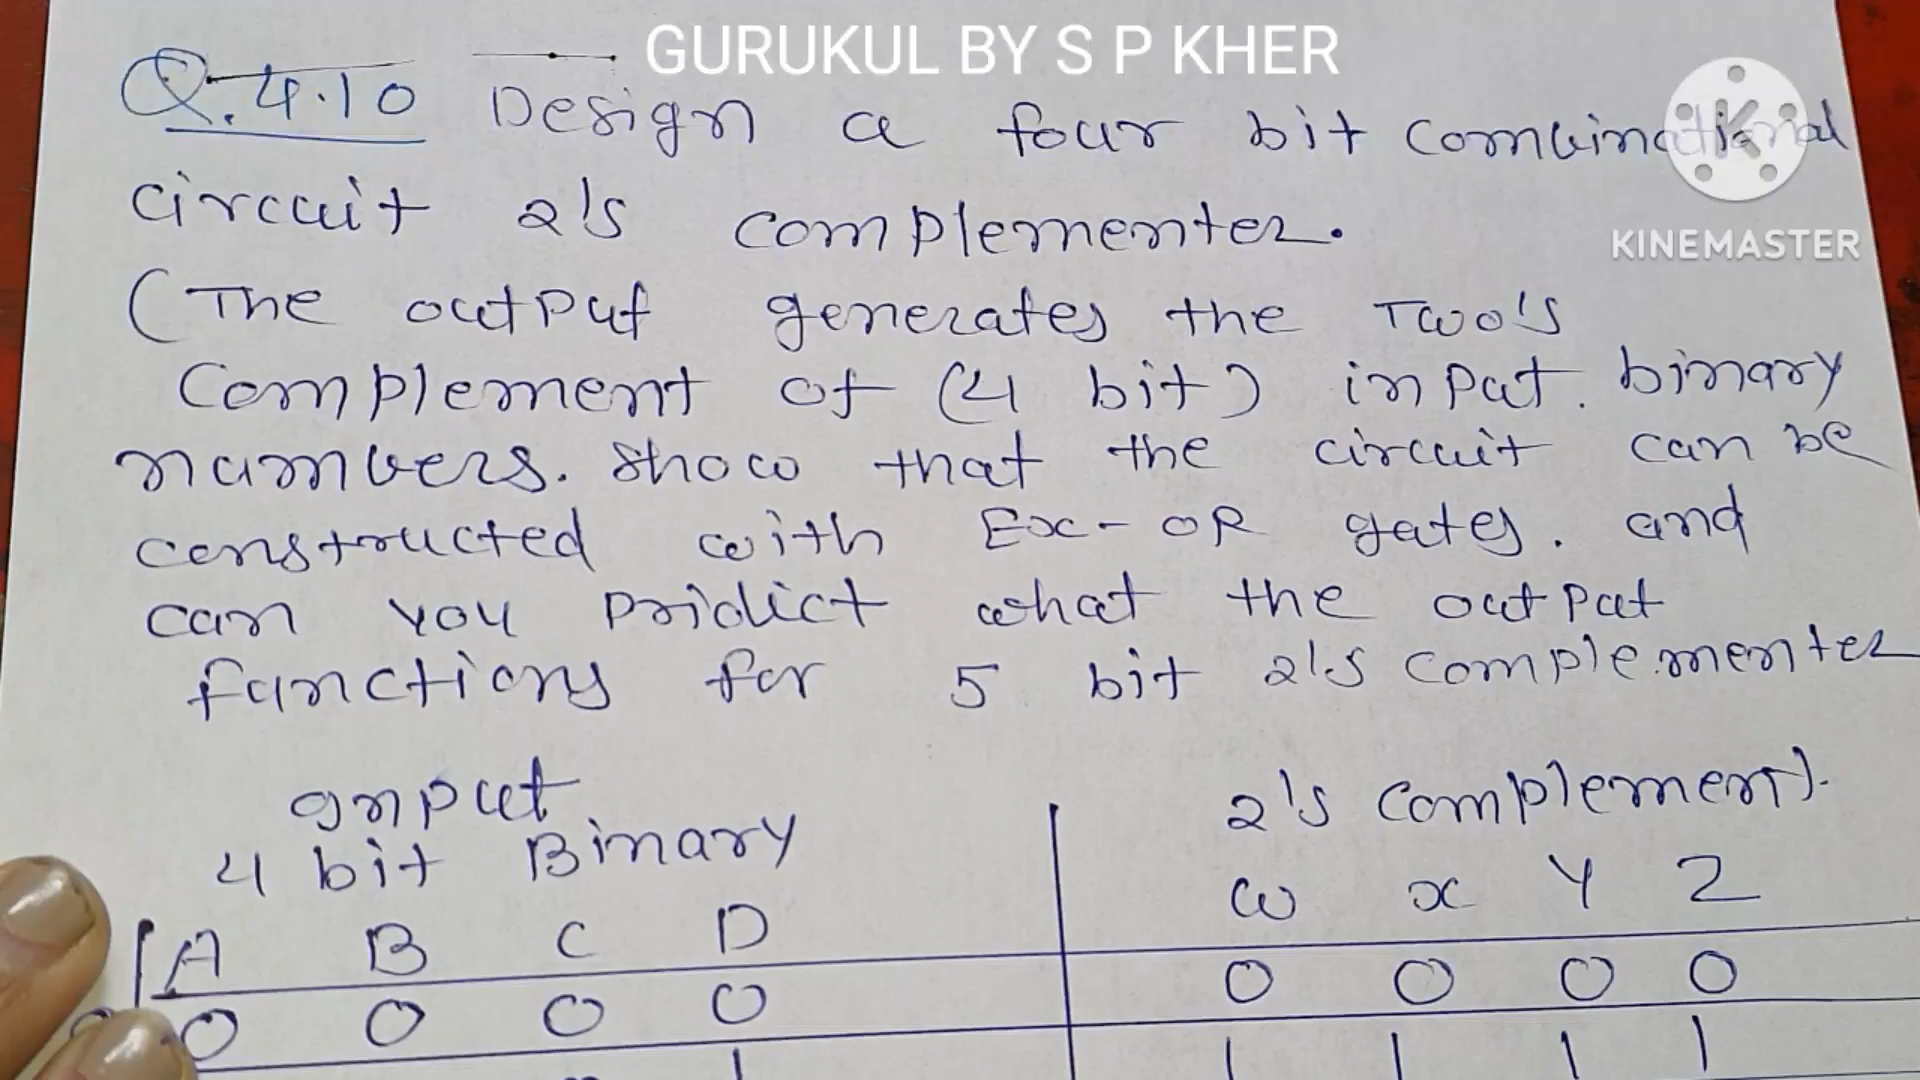 GURUKUL BY S P KHER
Q.4.10 Design a four bit combinational
KINEMASTER
circuit 2's complementer.
(The output generates the Two's
complement of (4 bit) input. binary
numbers. show that the circuit can be
constructed with Ex-OR gates. and
can you pridict what the output
functions for 5 bit 2's complementer
Input 2's complement).
4 bit Binary
A B C D W X Y Z
0 0 0 0 0 0 0 0
1 1 1 1 1